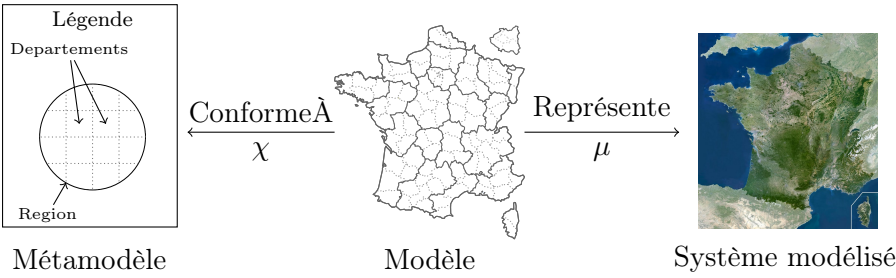 Légende
Departements
Region
Métamodèle
ConformeÀ
χ
Modèle
Représente
μ
Système modélisé